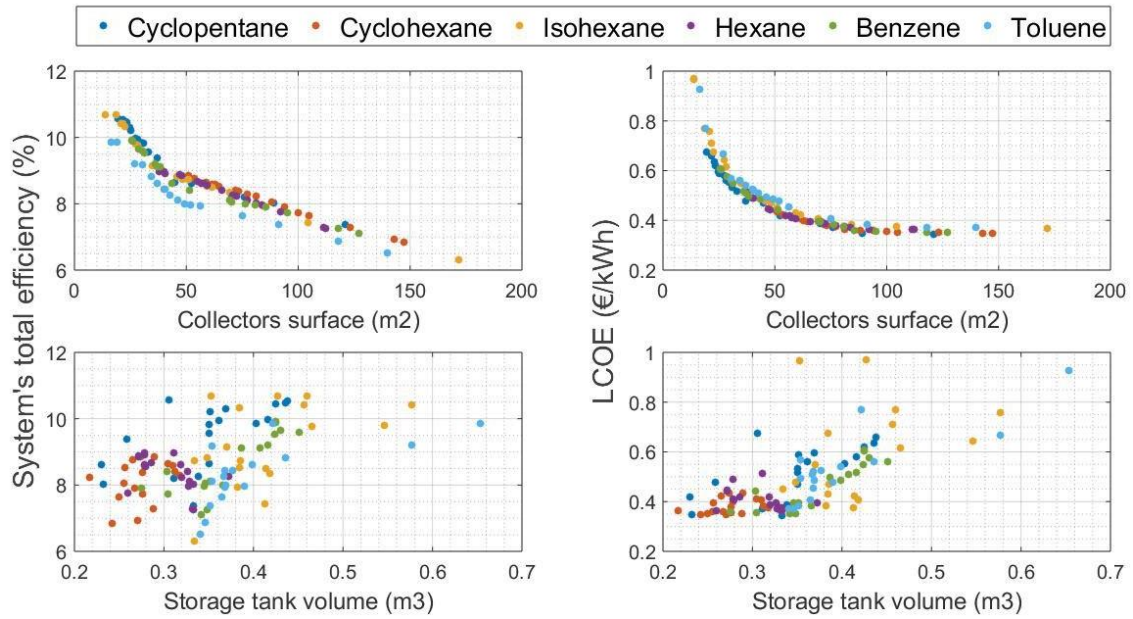 Cyclopentane Cyclohexane Isohexane Hexane Benzene Toluene
System's total efficiency (%)
12
10
8
6
0 50 100 150 200
Collectors surface (m2)
LCOE (€/kWh)
1
0.8
0.6
0.4
0.2
0 50 100 150 200
Collectors surface (m2)
12
10
8
6
0.2 0.3 0.4 0.5 0.6 0.7
Storage tank volume (m3)
1
0.8
0.6
0.4
0.2
0.2 0.3 0.4 0.5 0.6 0.7
Storage tank volume (m3)